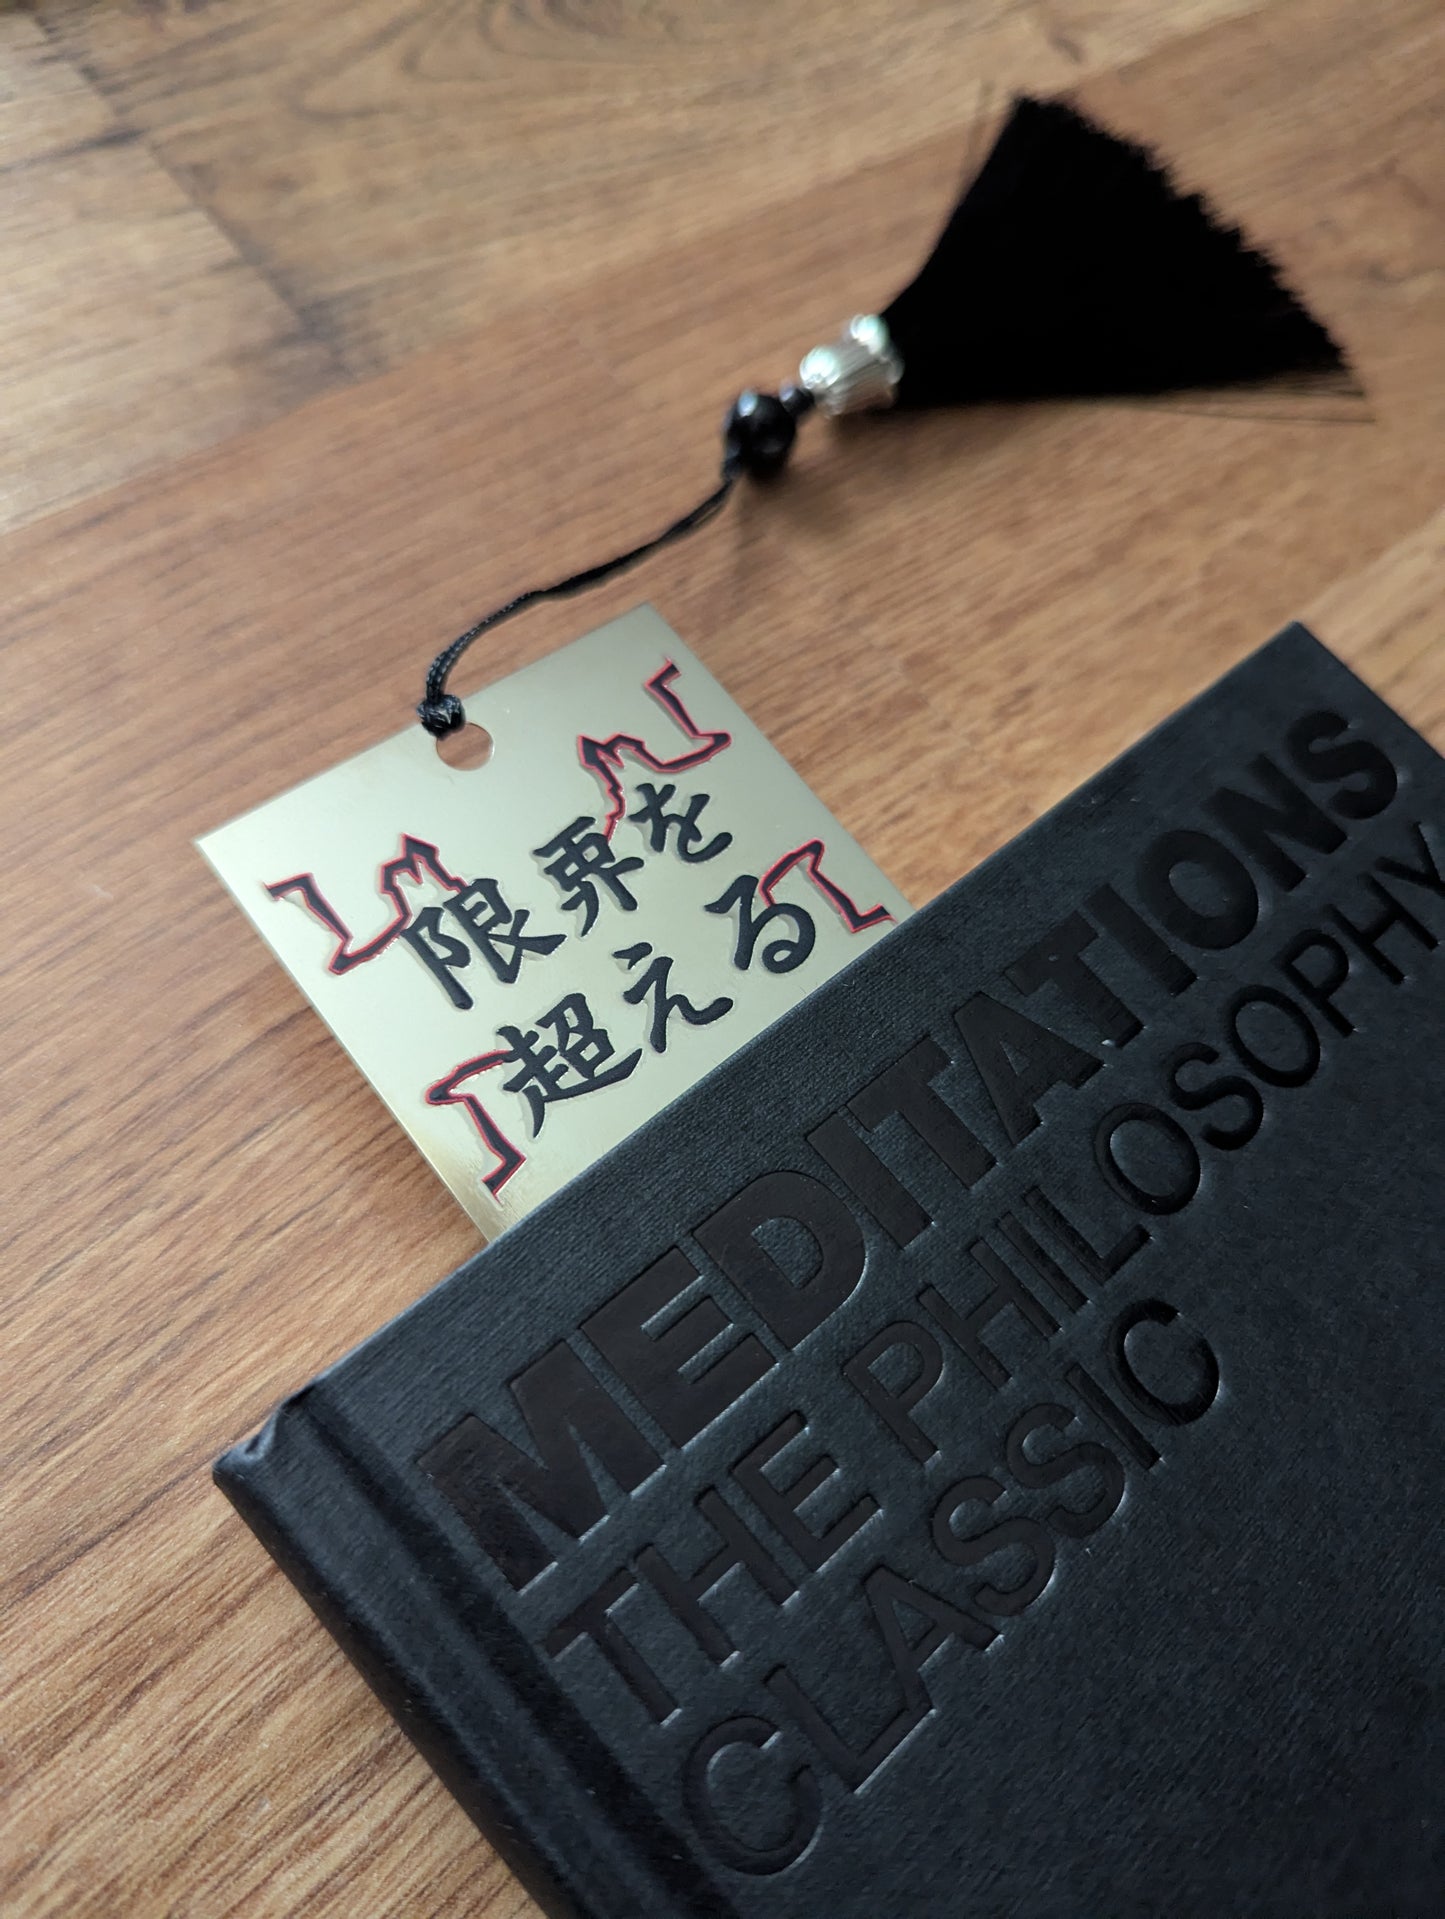 限界を
超える
MEDITATIONS
THE PHILOSOPHY
CLASSIC